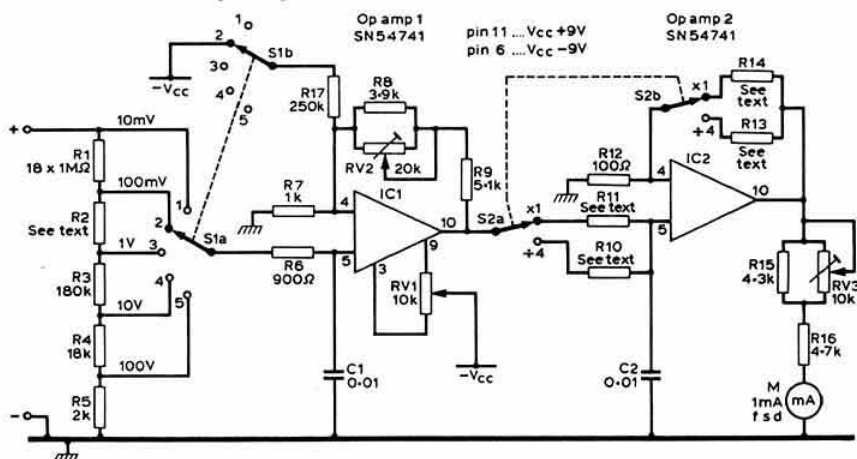 Op amp 1
SN54741
pin 11 .... Vcc +9V
pin 6 .... Vcc -9V
Op amp 2
SN54741
1
2
3
4
5
S1b
-Vcc
R17
250k
R8
3·9k
RV2
20k
R9
5·1k
S2b
x1
÷4
R14
See text
R13
See text
+
10mV
R1
18 x 1MΩ
100mV
R2
See text
1V
R3
180k
10V
R4
18k
100V
R5
2k
-
1
2
3
4
5
S1a
R7
1k
R6
900Ω
IC1
4
5
10
9
3
RV1
10k
-Vcc
C1
0·01
S2a
x1
÷4
R12
100Ω
R11
See text
R10
See text
IC2
4
5
10
C2
0·01
R15
4·3k
RV3
10k
R16
4·7k
M
1mA
fsd
mA